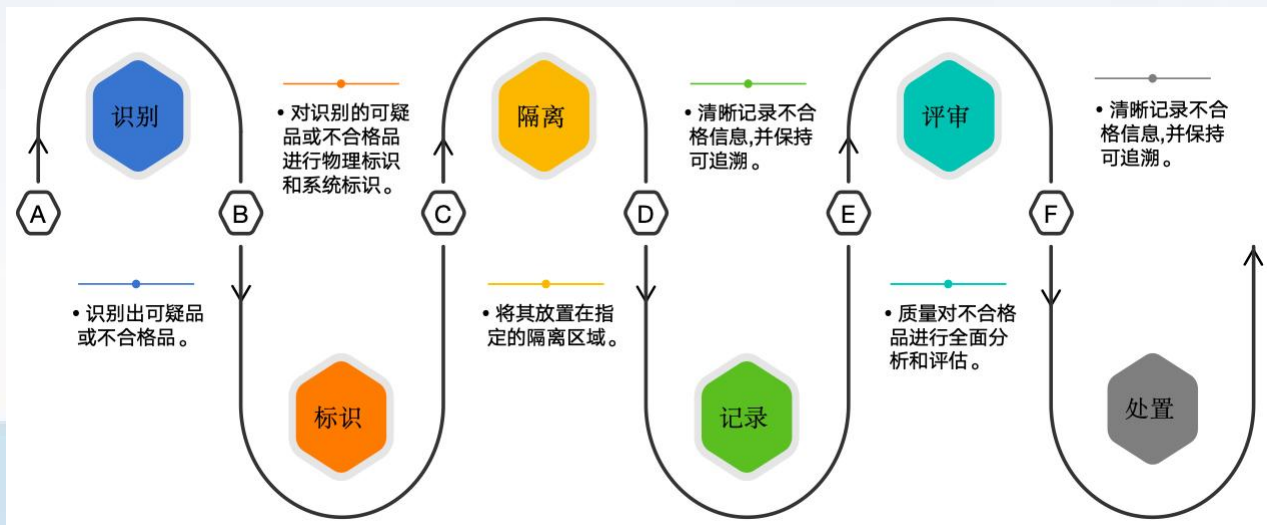 识别
• 对识别的可疑
品或不合格品
进行物理标识
和系统标识。
隔离
• 清晰记录不合
格信息,并保持
可追溯。
评审
• 清晰记录不合
格信息,并保持
可追溯。
A
B
C
D
E
F
• 识别出可疑品
或不合格品。
标识
• 将其放置在指
定的隔离区域。
记录
• 质量对不合格
品进行全面分
析和评估。
处置